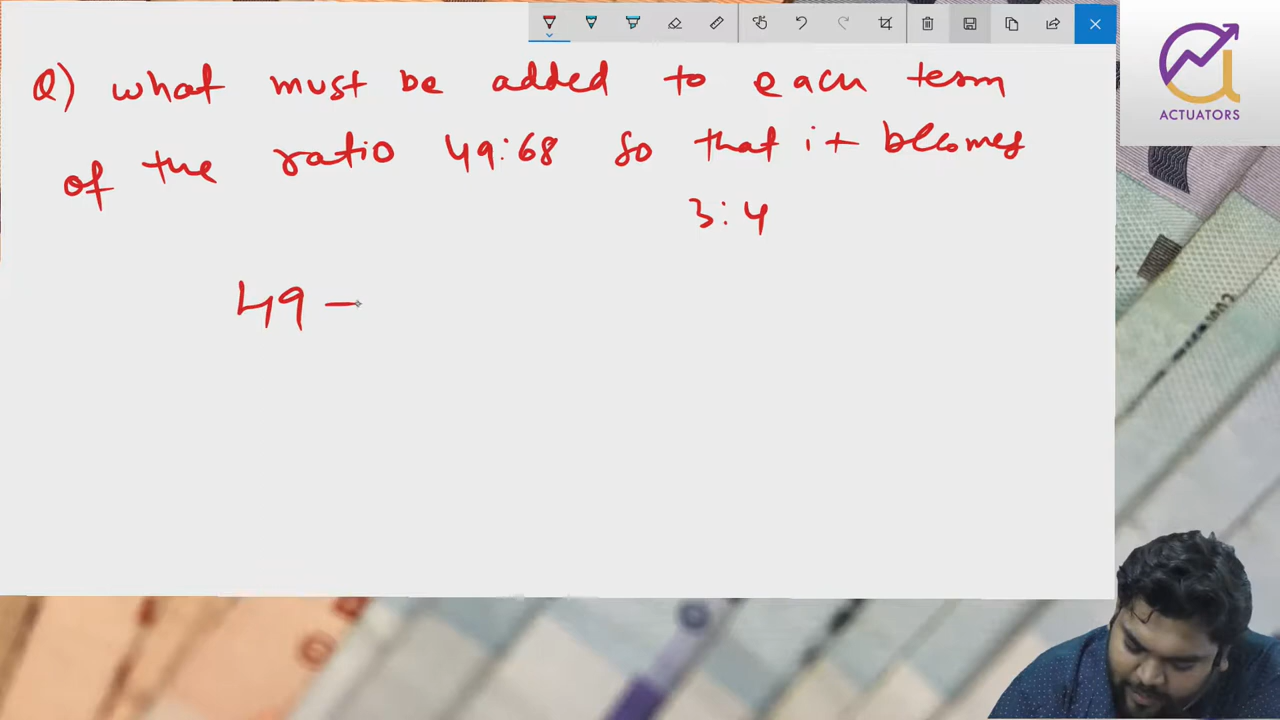 Q) what must be added to each term
of the ratio 49:68 so that it becomes
3:4
49 -
ACTUATORS